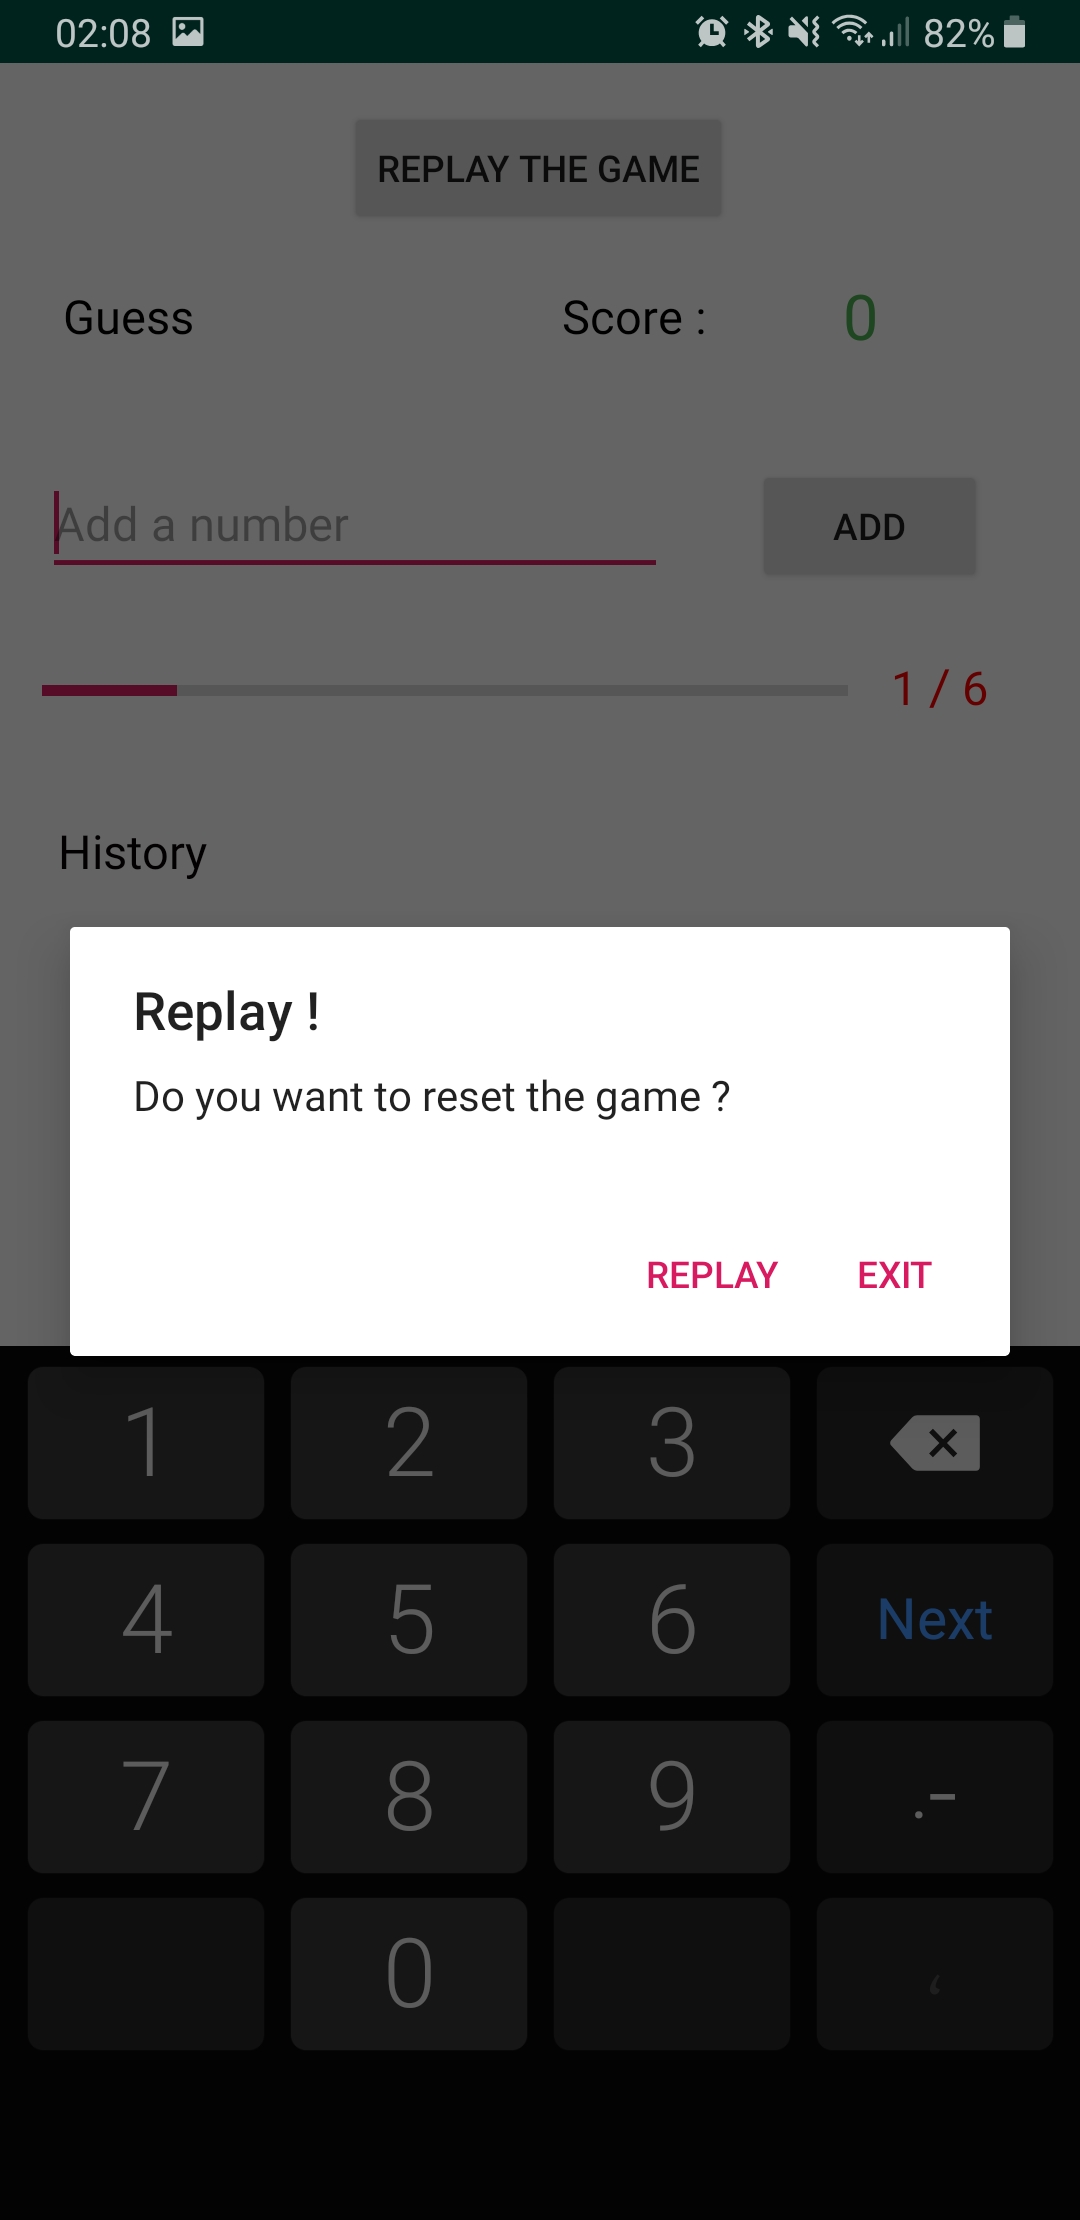 02:08 82%
REPLAY THE GAME
Guess Score : 0
Add a number ADD
1 / 6
History
Replay !
Do you want to reset the game ?
REPLAY EXIT
1 2 3
4 5 6 Next
7 8 9 .-
0 ،